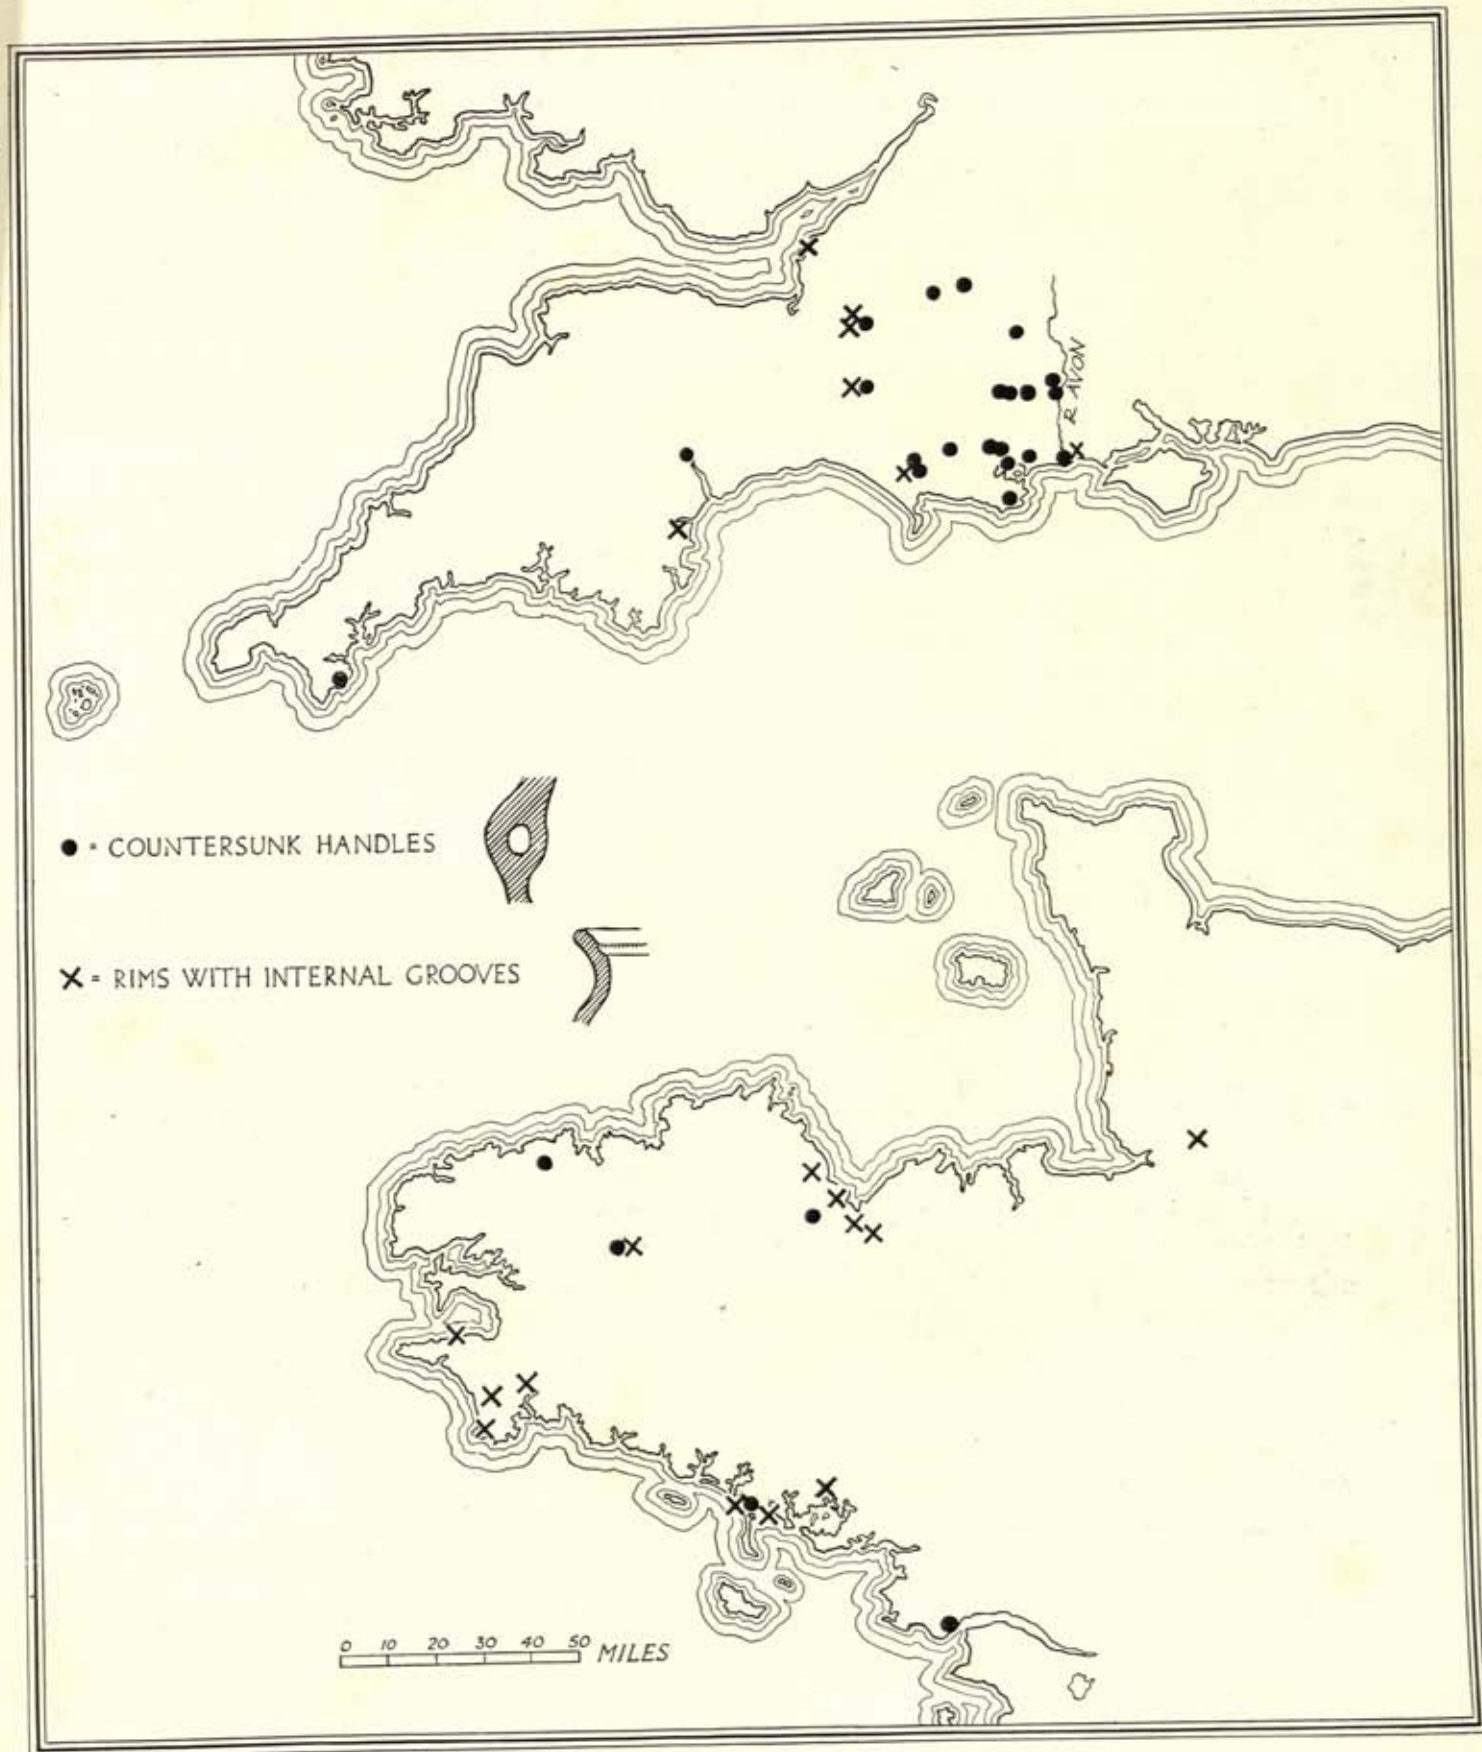 R AVON
● = COUNTERSUNK HANDLES
X = RIMS WITH INTERNAL GROOVES
0 10 20 30 40 50 MILES